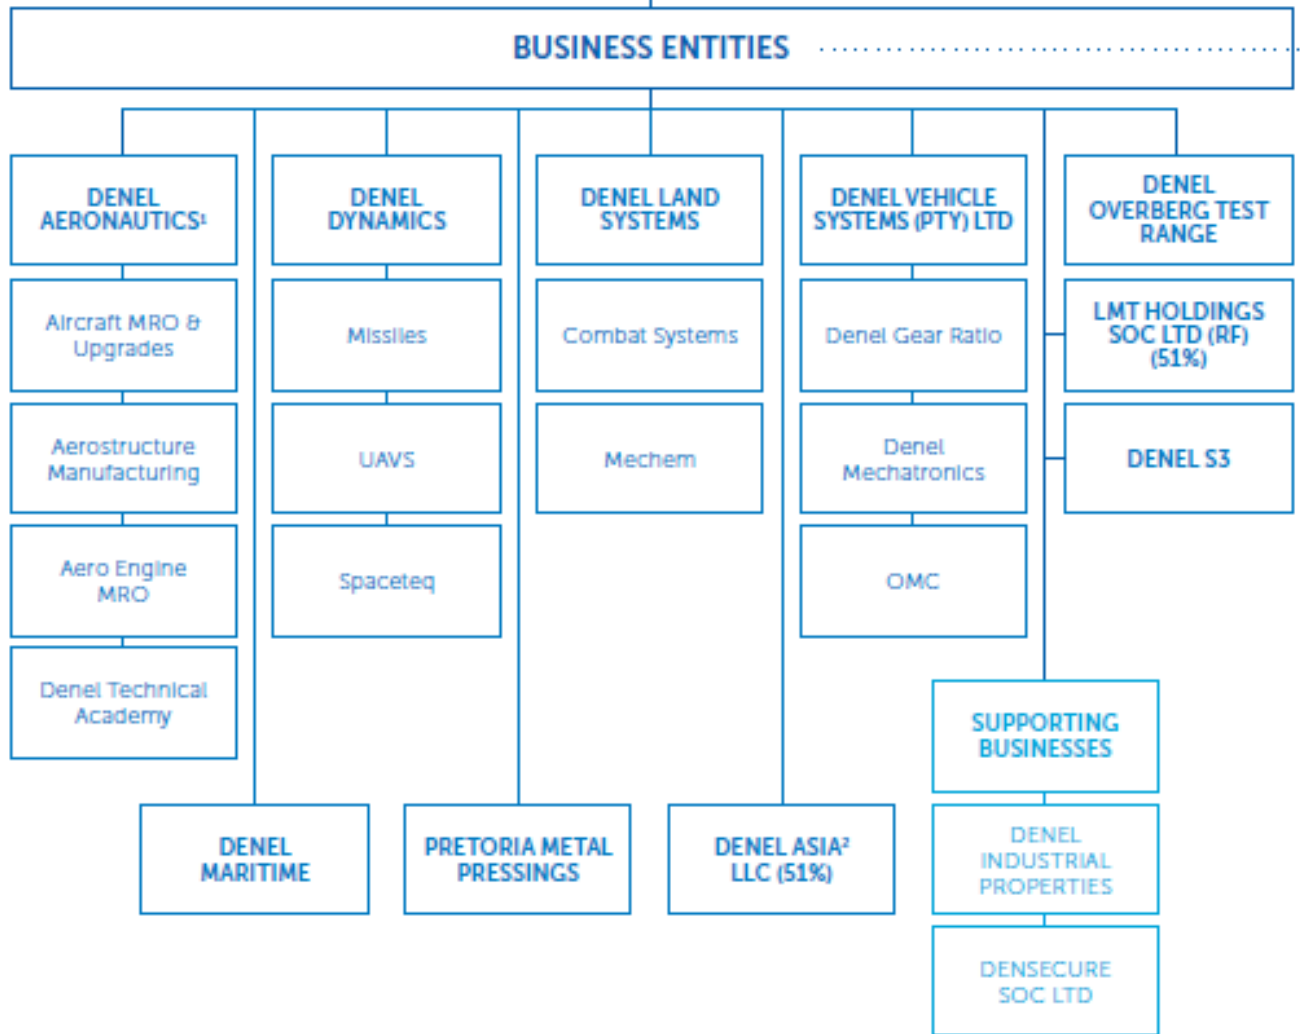 BUSINESS ENTITIES
DENEL
AERONAUTICS¹
Aircraft MRO &
Upgrades
Aerostructure
Manufacturing
Aero Engine
MRO
Denel Technical
Academy
DENEL
DYNAMICS
Missiles
UAVS
Spaceteq
DENEL LAND
SYSTEMS
Combat Systems
Mechem
DENEL VEHICLE
SYSTEMS (PTY) LTD
Denel Gear Ratio
Denel
Mechatronics
OMC
DENEL
OVERBERG TEST
RANGE
LMT HOLDINGS
SOC LTD (RF)
(51%)
DENEL S3
DENEL
MARITIME
PRETORIA METAL
PRESSINGS
DENEL ASIA²
LLC (51%)
SUPPORTING
BUSINESSES
DENEL
INDUSTRIAL
PROPERTIES
DENSECURE
SOC LTD